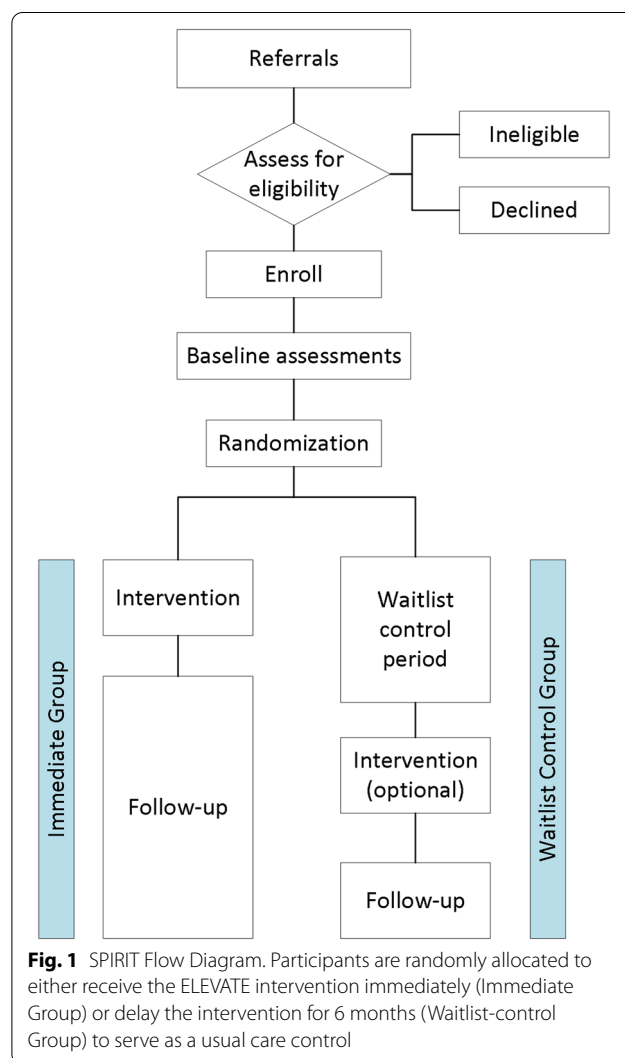 Referrals
Assess for
eligibility
Ineligible
Declined
Enroll
Baseline assessments
Randomization
Immediate Group
Intervention
Follow-up
Waitlist
control
period
Intervention
(optional)
Follow-up
Waitlist Control Group
Fig. 1 SPIRIT Flow Diagram. Participants are randomly allocated to
either receive the ELEVATE intervention immediately (Immediate
Group) or delay the intervention for 6 months (Waitlist-control
Group) to serve as a usual care control